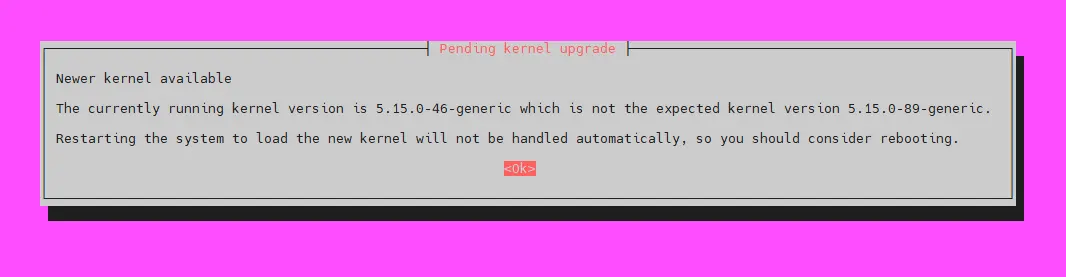 Pending kernel upgrade
Newer kernel available
The currently running kernel version is 5.15.0-46-generic which is not the expected kernel version 5.15.0-89-generic.
Restarting the system to load the new kernel will not be handled automatically, so you should consider rebooting.
<Ok>